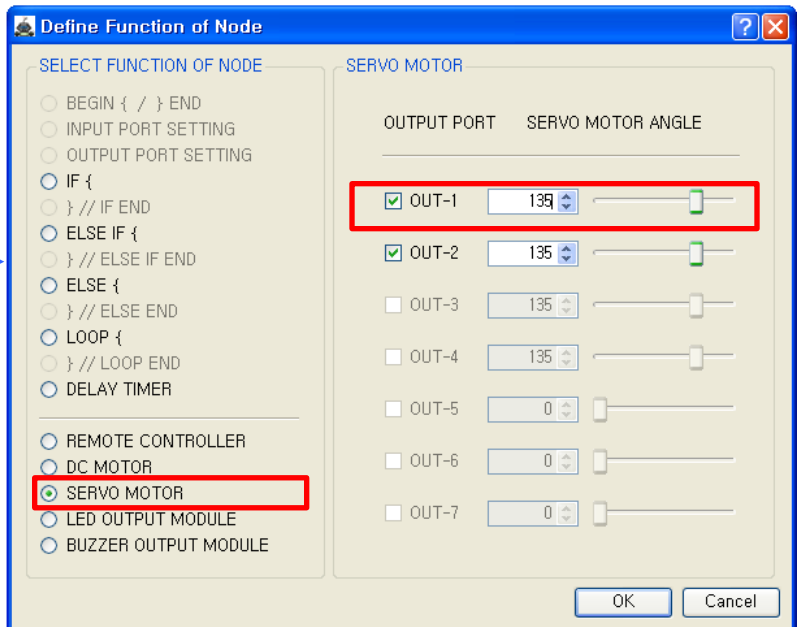 Define Function of Node
SELECT FUNCTION OF NODE
BEGIN { / } END
INPUT PORT SETTING
OUTPUT PORT SETTING
IF {
} // IF END
ELSE IF {
} // ELSE IF END
ELSE {
} // ELSE END
LOOP {
} // LOOP END
DELAY TIMER
REMOTE CONTROLLER
DC MOTOR
SERVO MOTOR
LED OUTPUT MODULE
BUZZER OUTPUT MODULE
SERVO MOTOR
OUTPUT PORT SERVO MOTOR ANGLE
OUT-1 135
OUT-2 135
OUT-3 135
OUT-4 135
OUT-5 0
OUT-6 0
OUT-7 0
OK Cancel